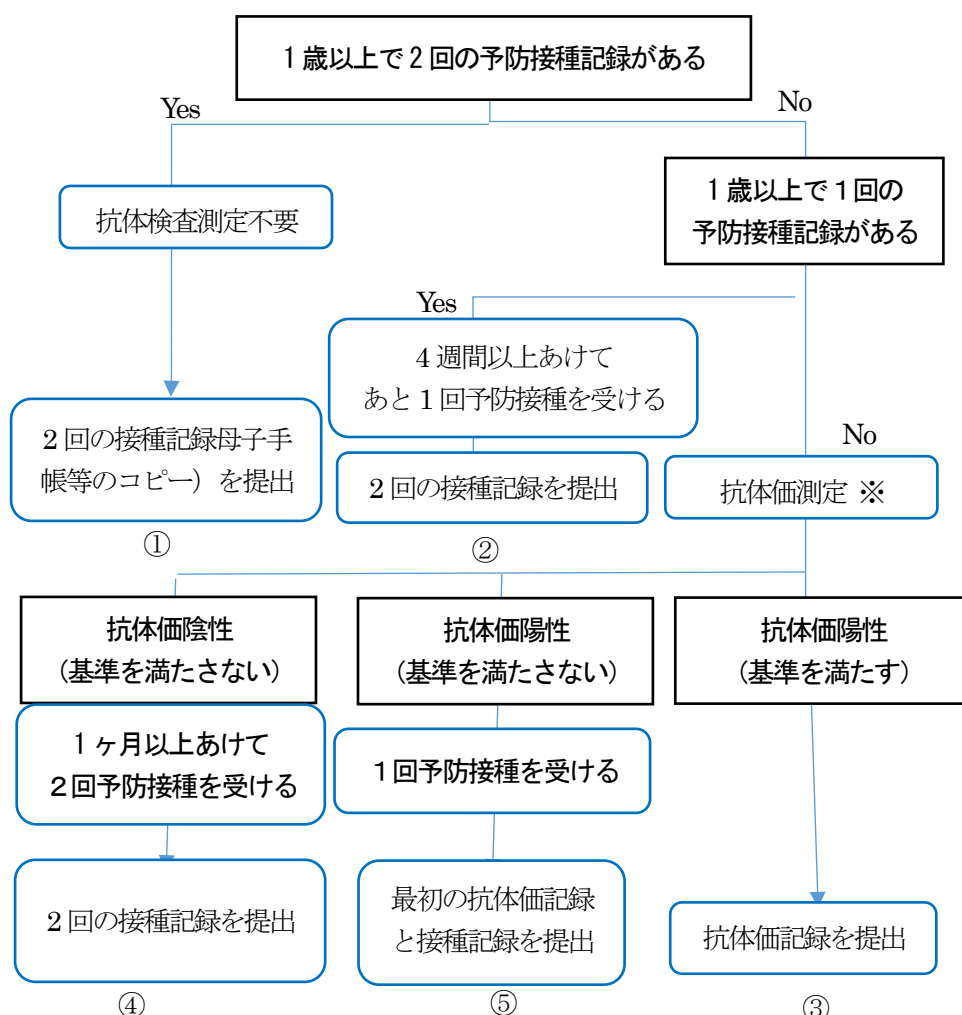 1歳以上で2回の予防接種記録がある
Yes
No
抗体検査測定不要
1歳以上で１回の
予防接種記録がある
Yes
4週間以上あけて
あと１回予防接種を受ける
2回の接種記録母子手
帳等のコピー）を提出
No
2回の接種記録を提出
抗体価測定 ※
①
②
抗体価陰性
（基準を満たさない）
抗体価陽性
（基準を満たさない）
抗体価陽性
（基準を満たす）
1ヶ月以上あけて
２回予防接種を受ける
１回予防接種を受ける
2回の接種記録を提出
最初の抗体価記録
と接種記録を提出
抗体価記録を提出
④
⑤
③